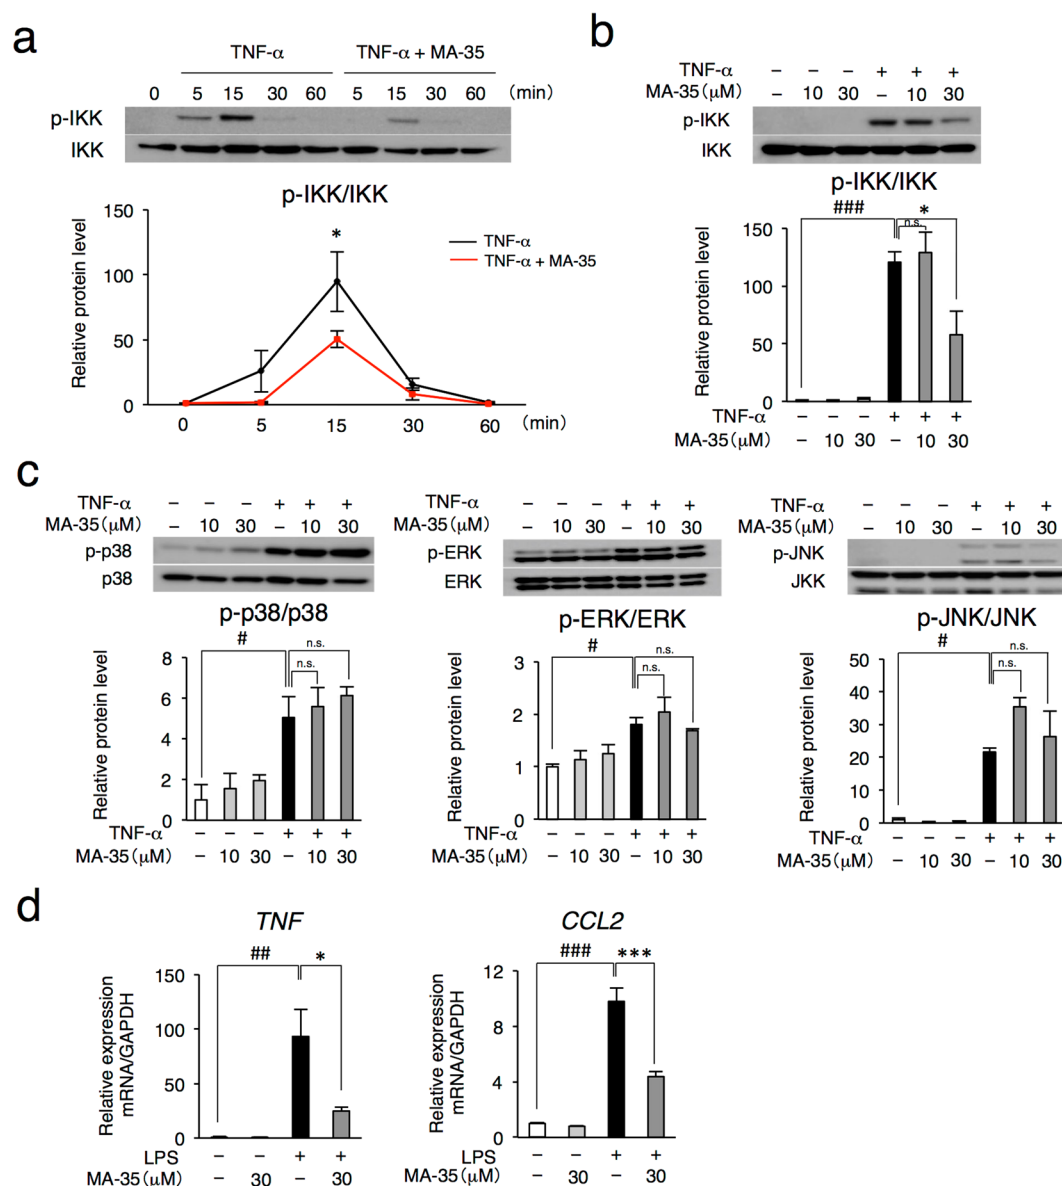 a
TNF-α TNF-α + MA-35
0 5 15 30 60 5 15 30 60 (min)
p-IKK
IKK
p-IKK/IKK
Relative protein level
150
100
50
0
*
TNF-α
TNF-α + MA-35
0 5 15 30 60 (min)
b
TNF-α – – – + + +
MA-35(μM) – 10 30 – 10 30
p-IKK
IKK
p-IKK/IKK
### *
n.s.
Relative protein level
150
100
50
0
TNF-α – – – + + +
MA-35(μM) – 10 30 – 10 30
c
TNF-α – – – + + +
MA-35(μM) – 10 30 – 10 30
p-p38
p38
p-p38/p38
# n.s.
n.s.
Relative protein level
8
6
4
2
0
TNF-α – – – + + +
MA-35(μM) – 10 30 – 10 30
TNF-α – – – + + +
MA-35(μM) – 10 30 – 10 30
p-ERK
ERK
p-ERK/ERK
# n.s.
n.s.
Relative protein level
3
2
1
0
TNF-α – – – + + +
MA-35(μM) – 10 30 – 10 30
TNF-α – – – + + +
MA-35(μM) – 10 30 – 10 30
p-JNK
JKK
p-JNK/JNK
# n.s.
n.s.
Relative protein level
50
40
30
20
10
0
TNF-α – – – + + +
MA-35(μM) – 10 30 – 10 30
d
TNF
## *
Relative expression
mRNA/GAPDH
150
100
50
0
LPS – – + +
MA-35(μM) – 30 – 30
CCL2
### ***
Relative expression
mRNA/GAPDH
12
8
4
0
LPS – – + +
MA-35(μM) – 30 – 30